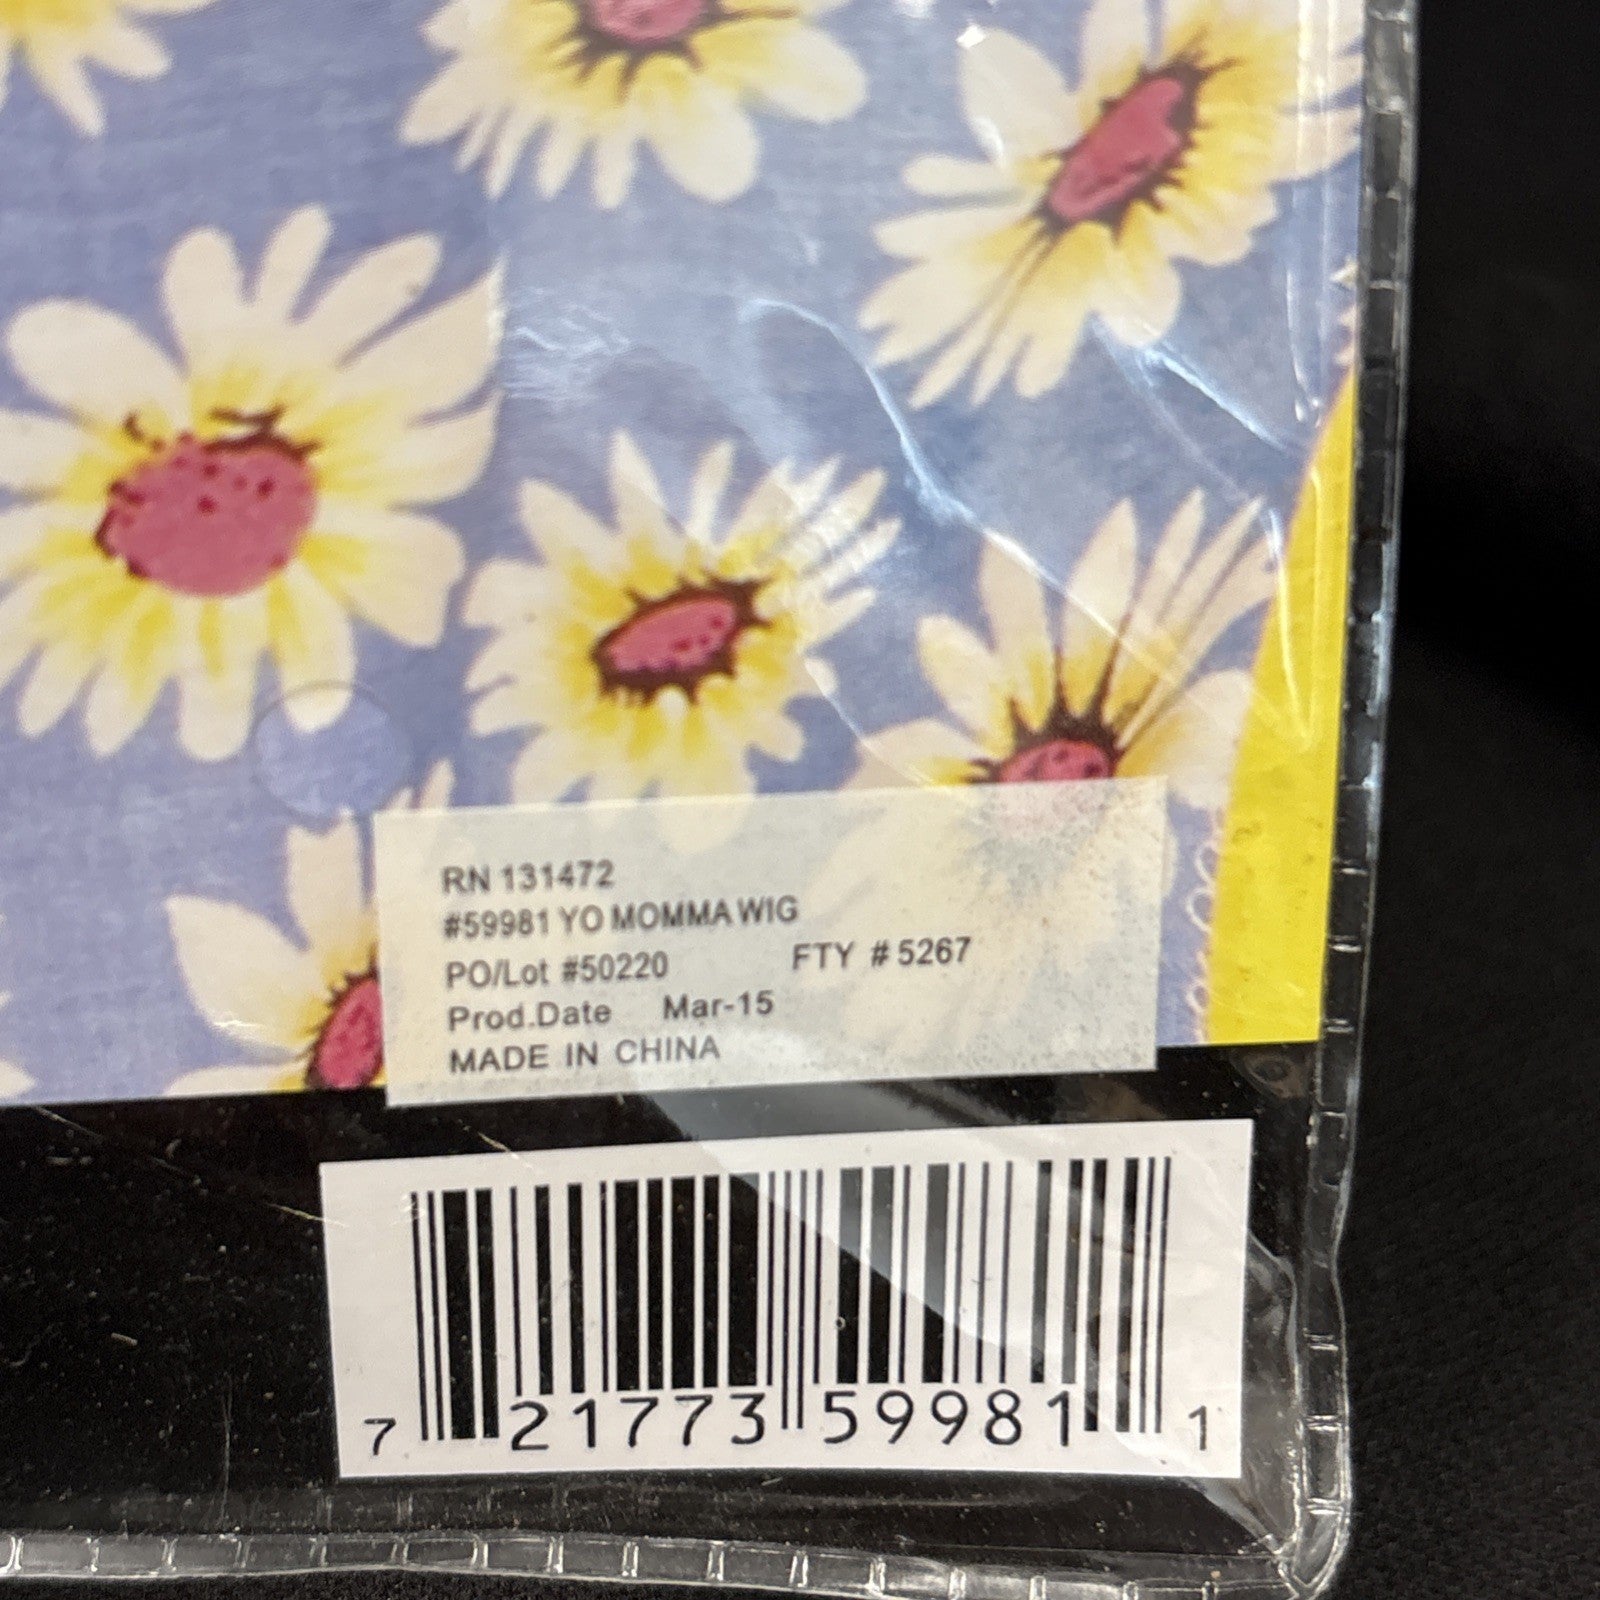 RN 131472
#59981 YO MOMMA WIG
PO/Lot #50220 FTY # 5267
Prod.Date Mar-15
MADE IN CHINA
7 21773 59981 1